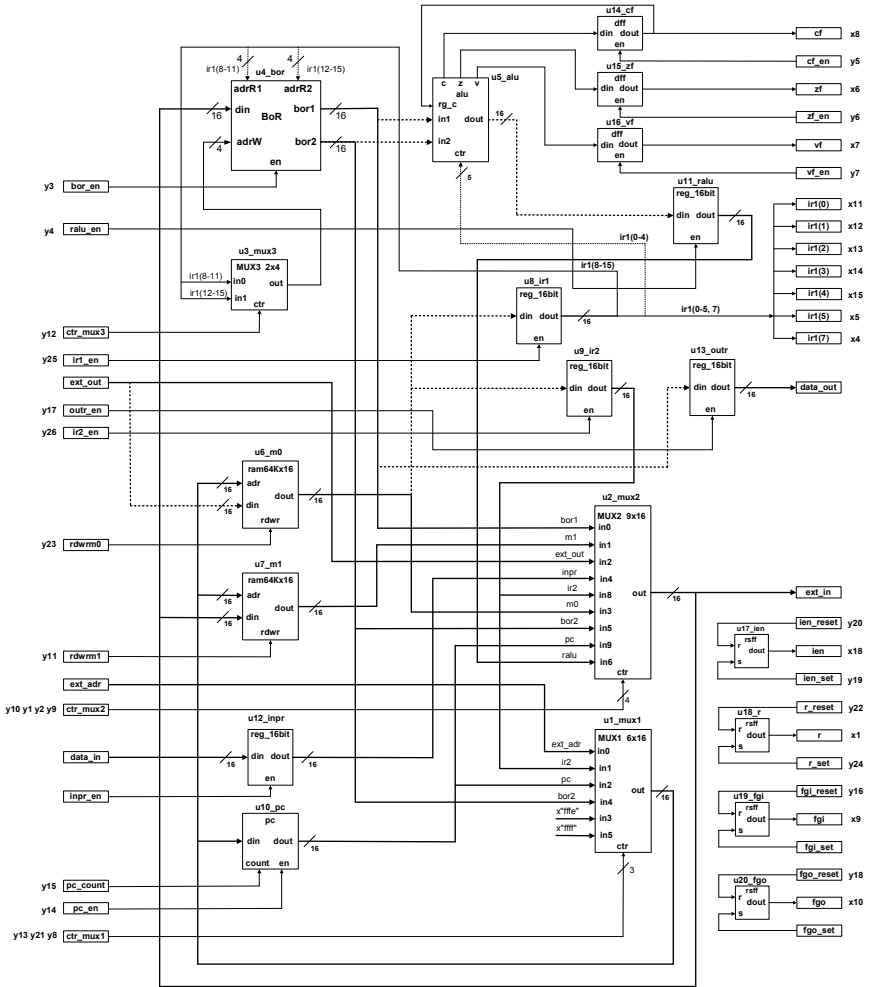 u14_cf
dff
din dout
en
cf x8
cf_en y5
u15_zf
dff
din dout
en
zf x6
zf_en y6
u16_vf
dff
din dout
en
vf x7
vf_en y7
4 4
ir1(8-11) ir1(12-15)
u4_bor
adrR1 adrR2
din bor1
16 16
BoR
adrW bor2
4 16
en
u5_alu
c z v
alu
rg_c
in1 dout
16
in2
ctr
5
y3 bor_en
y4 ralu_en
u11_ralu
reg_16bit
din dout
16
en
ir1(0-4)
ir1(8-15)
ir1(0) x11
ir1(1) x12
ir1(2) x13
ir1(3) x14
ir1(4) x15
ir1(5) x5
ir1(7) x4
u3_mux3
MUX3 2x4
ir1(8-11)
in0 out
ir1(12-15)
in1
ctr
y12 ctr_mux3
u8_ir1
reg_16bit
din dout
16
en
ir1(0-5, 7)
y25 ir1_en
ext_out
u9_ir2
reg_16bit
din dout
16
en
u13_outr
reg_16bit
din dout
16
en
data_out
y17 outr_en
y26 ir2_en
u6_m0
ram64Kx16
adr
16
dout
16
din
16
rdwr
y23 rdwrm0
u7_m1
ram64Kx16
adr
16
dout
16
din
16
rdwr
y11 rdwrm1
u2_mux2
MUX2 9x16
bor1
in0
m1
in1
ext_out
in2
inpr
in4
ir2
in8
m0
in3
bor2
in5
pc
in9
ralu
in6
out
16
ctr
4
ext_in
ext_adr
y10 y1 y2 y9 ctr_mux2
u12_inpr
reg_16bit
data_in
16
din dout
16
en
inpr_en
u10_pc
pc
din dout
16
count en
y15 pc_count
y14 pc_en
y13 y21 y8 ctr_mux1
u1_mux1
MUX1 6x16
ext_adr
in0
ir2
in1
pc
in2
bor2
in4
x"fffe"
in3
x"ffff"
in5
out
16
ctr
3
ien_reset y20
u17_ien
rsff
r dout
s
ien x18
ien_set y19
r_reset y22
u18_r
rsff
r dout
s
r x1
r_set y24
fgi_reset y16
u19_fgi
rsff
r dout
s
fgi x9
fgi_set
fgo_reset y18
u20_fgo
rsff
r dout
s
fgo x10
fgo_set